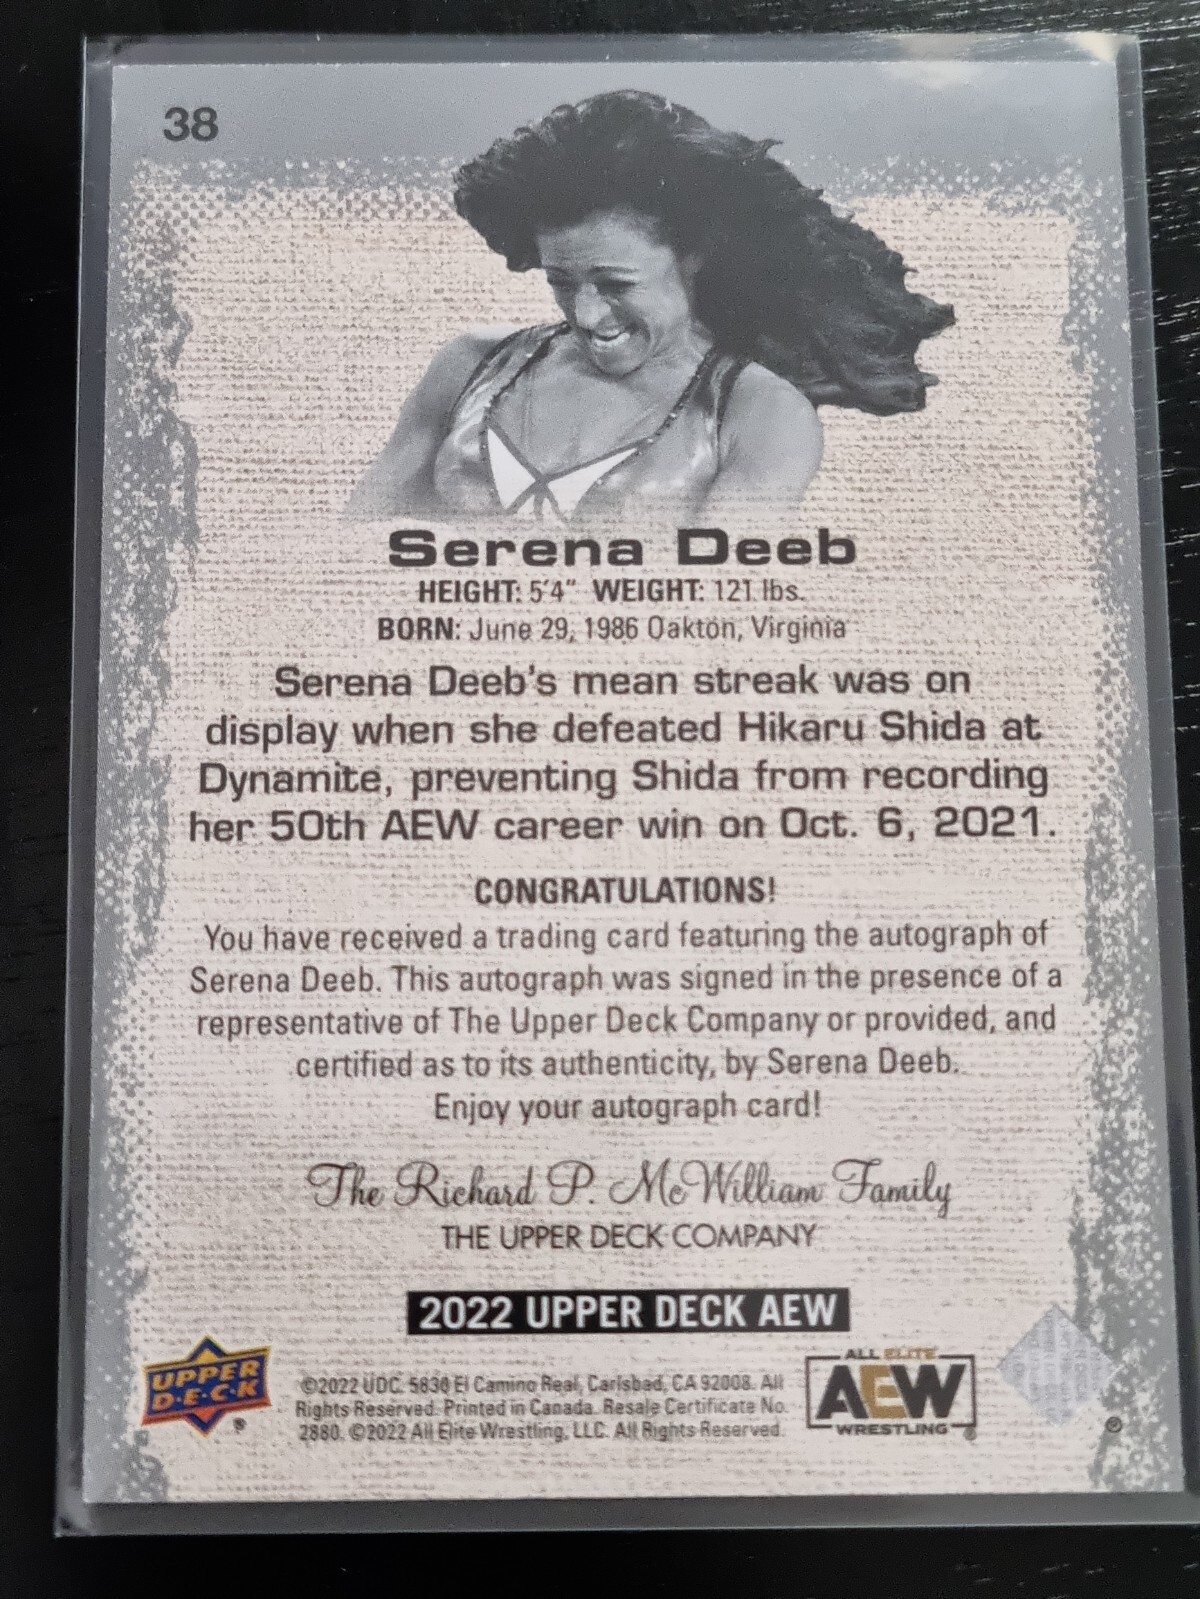 38
Serena Deeb
HEIGHT: 5'4" WEIGHT: 121 lbs.
BORN: June 29, 1986 Oakton, Virginia
Serena Deeb's mean streak was on
display when she defeated Hikaru Shida at
Dynamite, preventing Shida from recording
her 50th AEW career win on Oct. 6, 2021.
CONGRATULATIONS!
You have received a trading card featuring the autograph of
Serena Deeb. This autograph was signed in the presence of a
representative of The Upper Deck Company or provided, and
certified as to its authenticity, by Serena Deeb.
Enjoy your autograph card!
The Richard P. McWilliam Family
THE UPPER DECK COMPANY
2022 UPPER DECK AEW
UPPER
D·E·C·K
®
©2022 UDC. 5830 El Camino Real, Carlsbad, CA 92008. All
Rights Reserved. Printed in Canada. Resale Certificate No.
2880. ©2022 All Elite Wrestling, LLC. All Rights Reserved.
ALL ELITE
AEW
WRESTLING
®
®